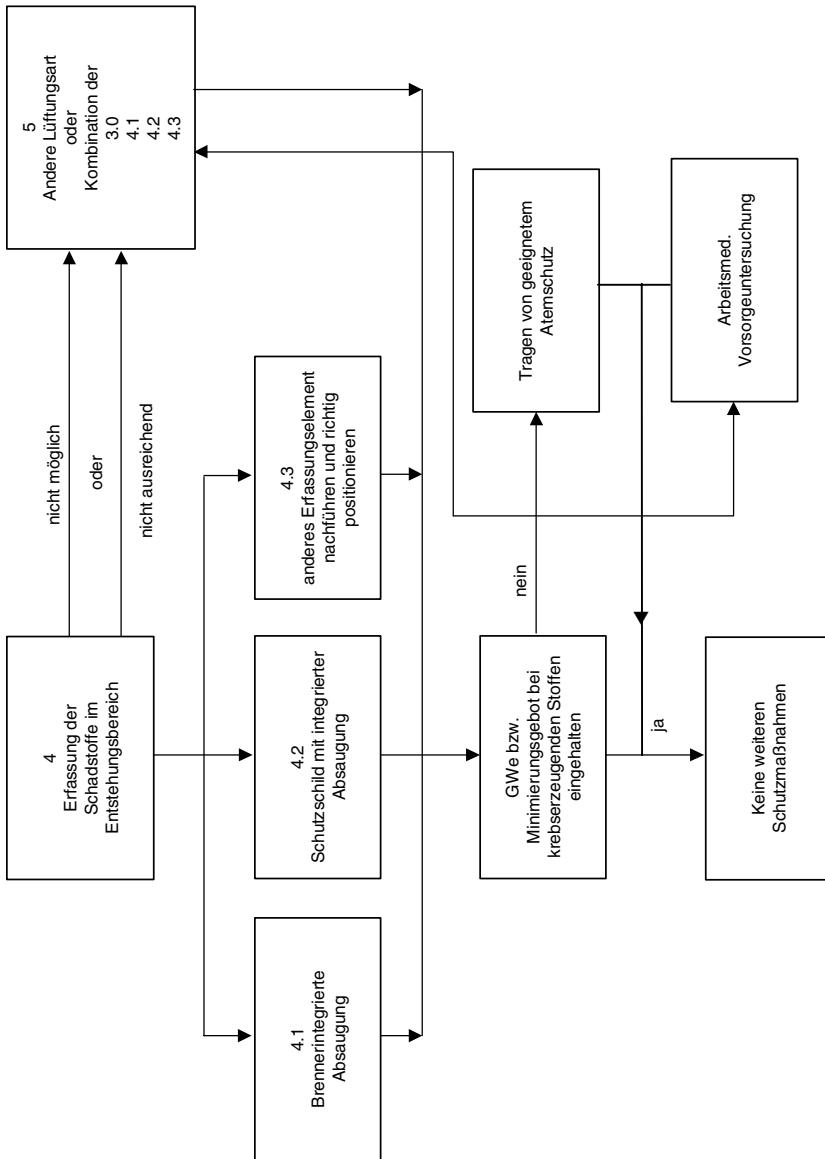 4
Erfassung der
Schadstoffe im
Entstehungsbereich
nicht möglich
oder
nicht ausreichend
5
Andere Lüftungsart
oder
Kombination der
3.0
4.1
4.2
4.3
4.1
Brennerintegrierte
Absaugung
4.2
Schutzschild mit integrierter
Absaugung
4.3
anderes Erfassungselement
nachführen und richtig
positionieren
GWe bzw.
Minimierungsgebot bei
krebserzeugenden Stoffen
eingehalten
nein
Tragen von geeignetem
Atemschutz
ja
Arbeitsmed.
Vorsorgeuntersuchung
Keine weiteren
Schutzmaßnahmen